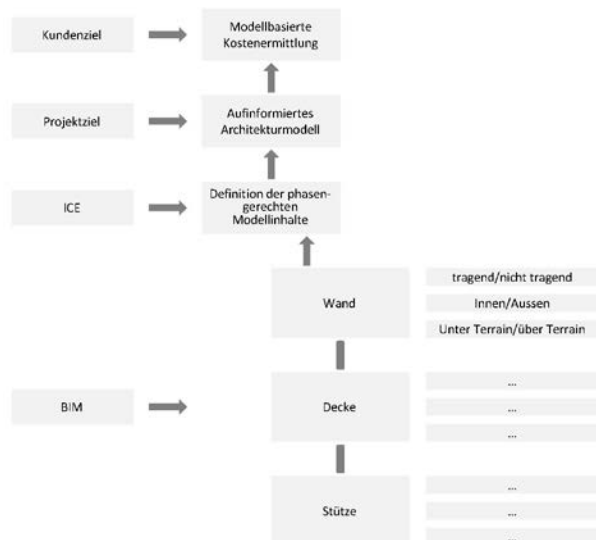 Kundenziel
Modellbasierte
Kostenermittlung
Projektziel
Aufinformiertes
Architekturmodell
ICE
Definition der phasen-
gerechten
Modellinhalte
Wand
tragend/nicht tragend
Innen/Aussen
Unter Terrain/über Terrain
BIM
Decke
...
...
...
Stütze
...
...
...